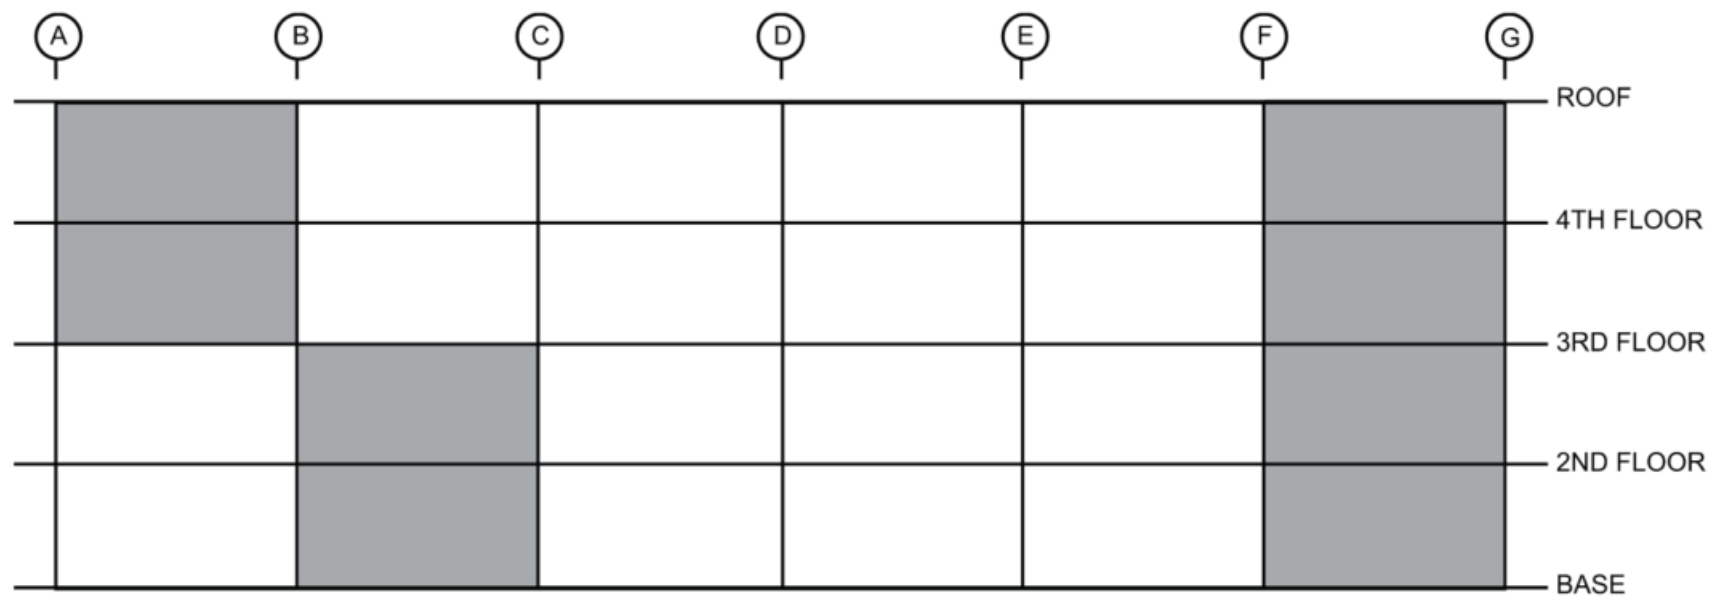 A B C D E F G
ROOF
4TH FLOOR
3RD FLOOR
2ND FLOOR
BASE